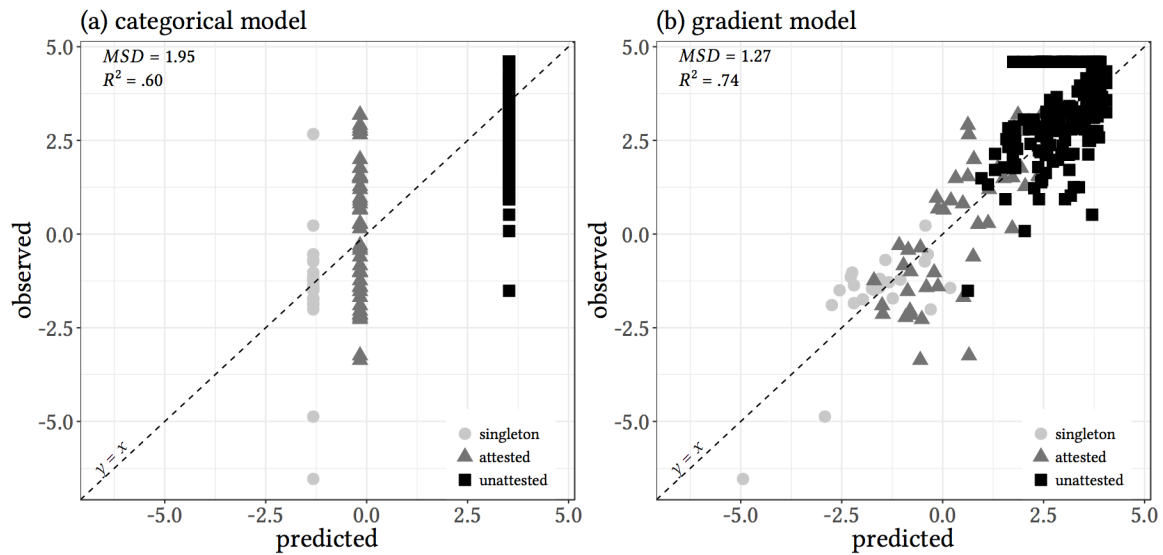 (a) categorical model
MSD = 1.95
R² = .60
5.0
2.5
0.0
-2.5
-5.0
observed
y = x
singleton
attested
unattested
-5.0 -2.5 0.0 2.5 5.0
predicted
(b) gradient model
MSD = 1.27
R² = .74
5.0
2.5
0.0
-2.5
-5.0
observed
y = x
singleton
attested
unattested
-5.0 -2.5 0.0 2.5 5.0
predicted